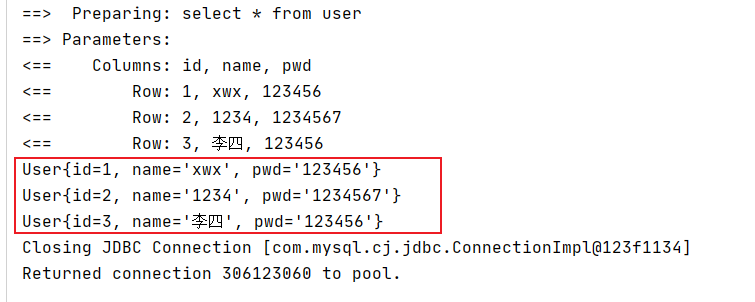 ==>  Preparing: select * from user
==> Parameters:
<==    Columns: id, name, pwd
<==        Row: 1, xwx, 123456
<==        Row: 2, 1234, 1234567
<==        Row: 3, 李四, 123456
User{id=1, name='xwx', pwd='123456'}
User{id=2, name='1234', pwd='1234567'}
User{id=3, name='李四', pwd='123456'}
Closing JDBC Connection [com.mysql.cj.jdbc.ConnectionImpl@123f1134]
Returned connection 306123060 to pool.